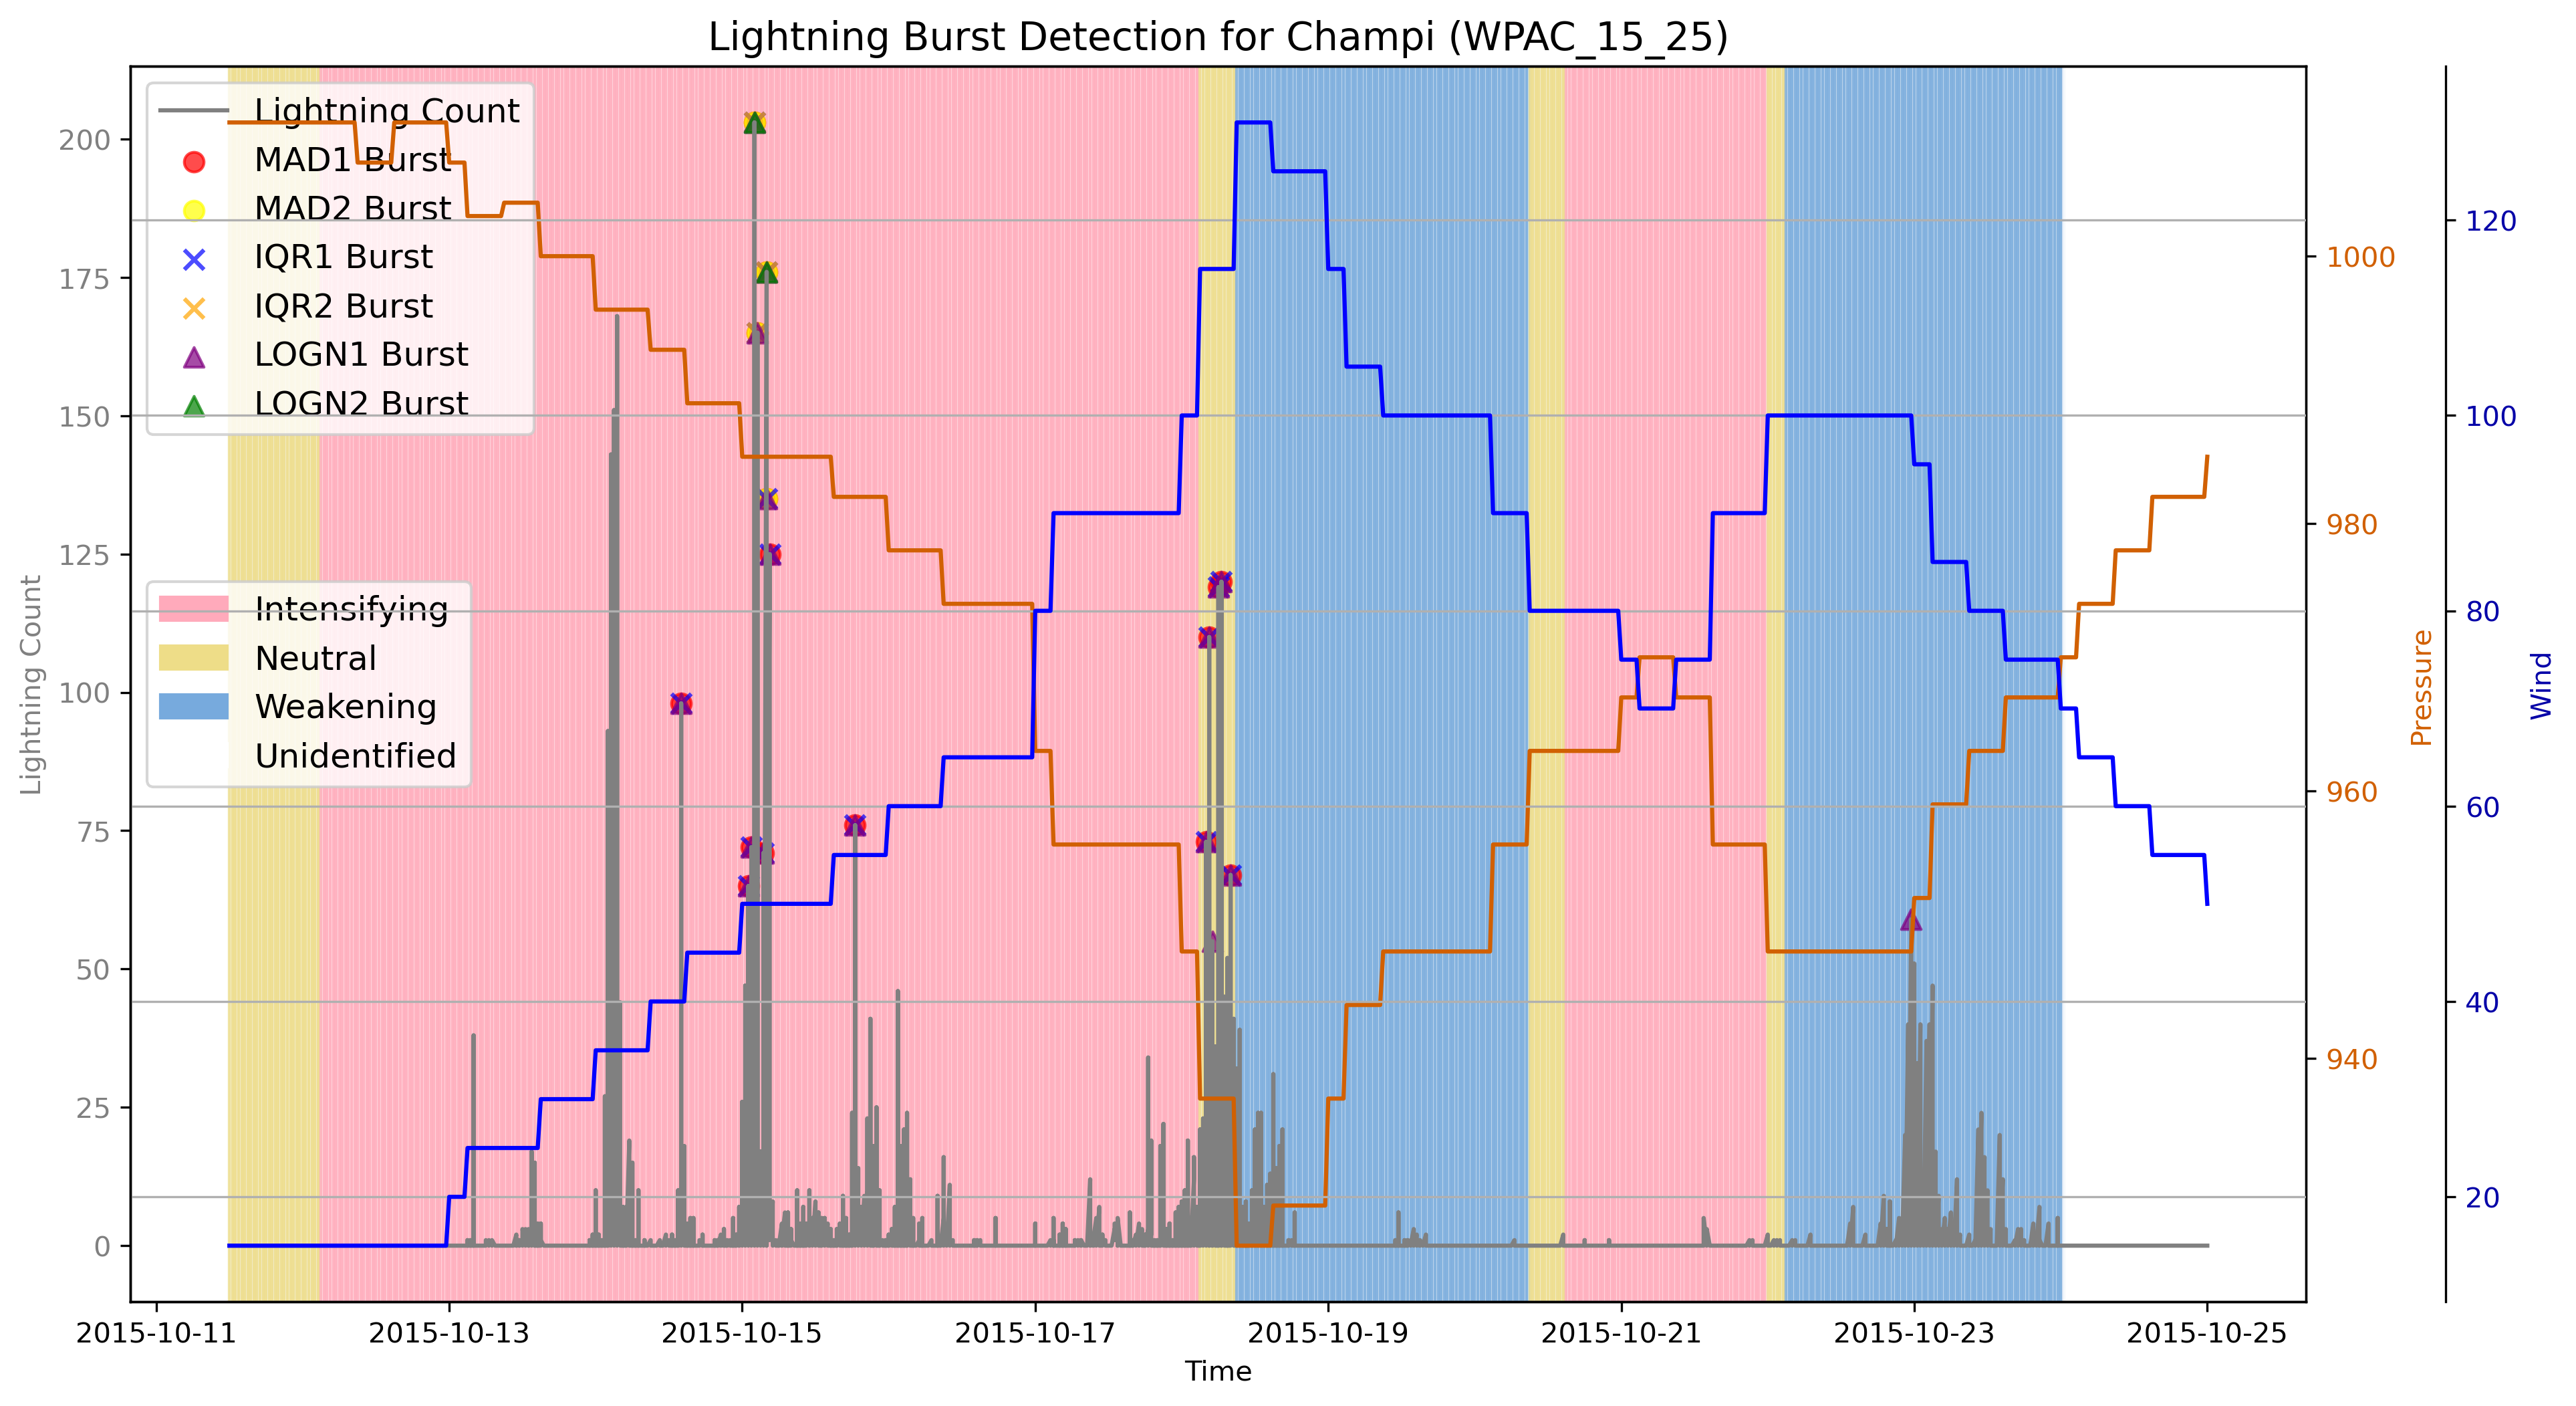 Lightning Burst Detection for Champi (WPAC_15_25)
Lightning Count
MAD1 Burst
MAD2 Burst
IQR1 Burst
IQR2 Burst
LOGN1 Burst
LOGN2 Burst
Intensifying
Neutral
Weakening
Unidentified
Lightning Count
200
175
150
125
100
75
50
25
0
1000
980
960
940
Pressure
120
100
80
60
40
20
Wind
2015-10-11 2015-10-13 2015-10-15 2015-10-17 2015-10-19 2015-10-21 2015-10-23 2015-10-25
Time